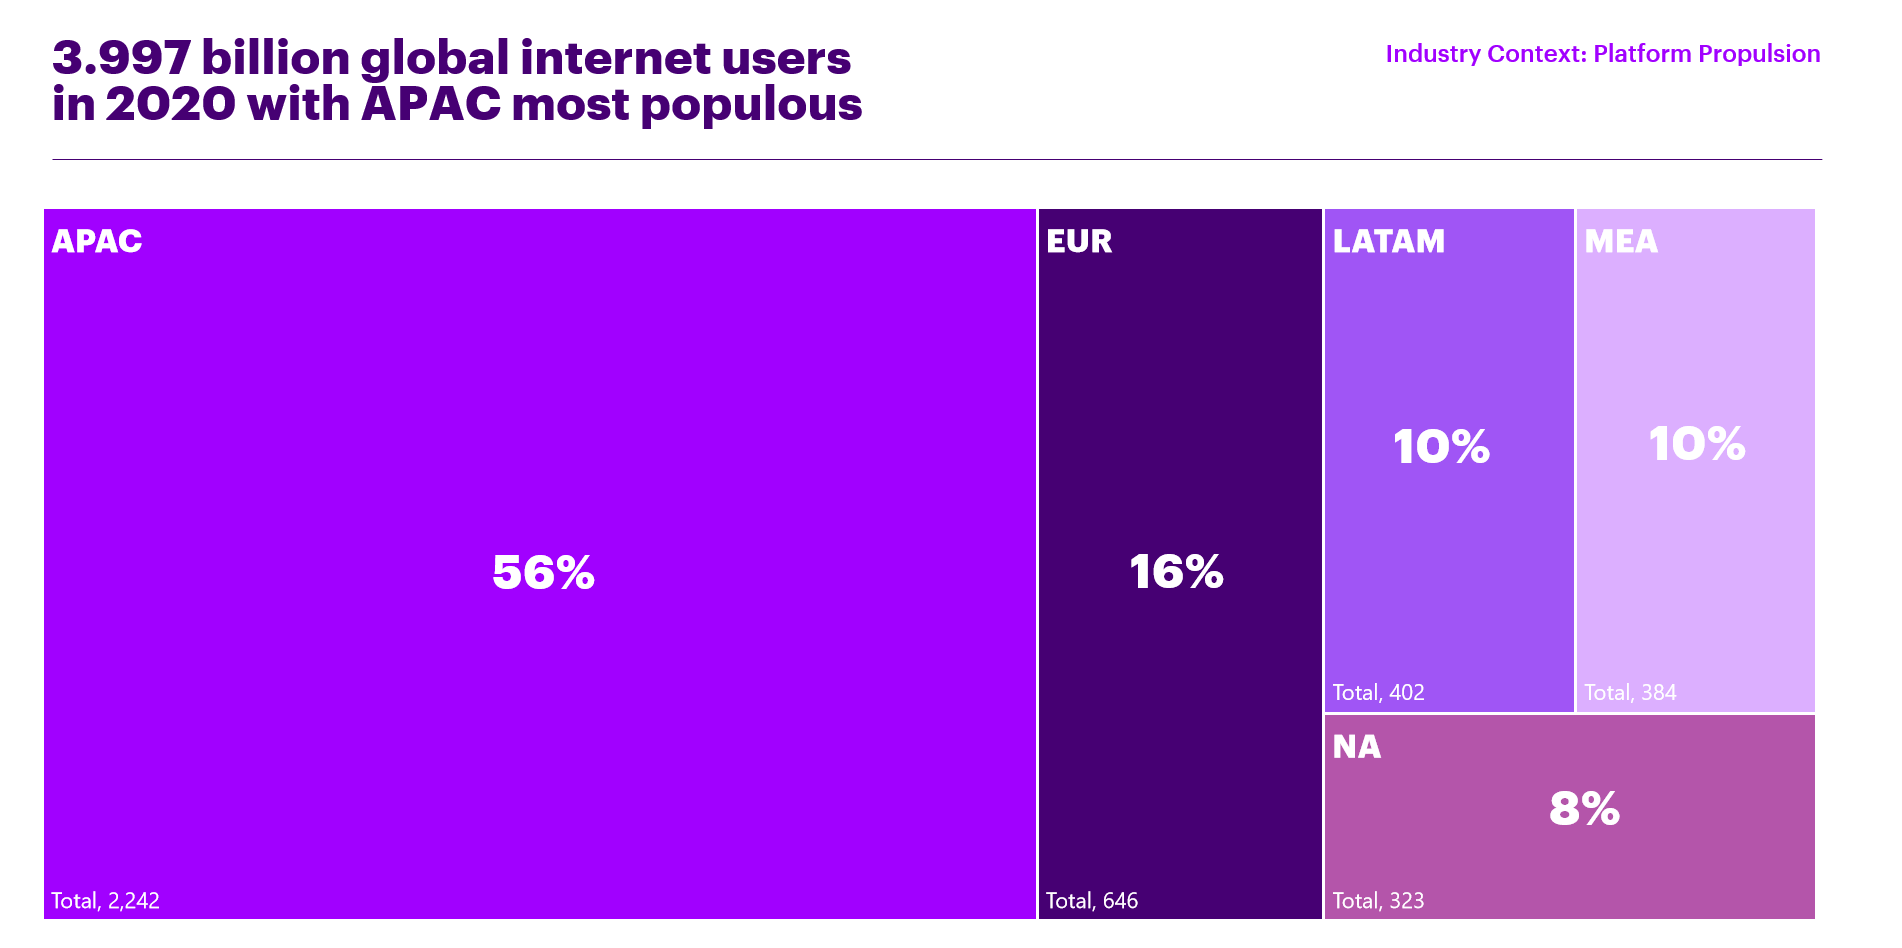 3.997 billion global internet users
in 2020 with APAC most populous
Industry Context: Platform Propulsion
APAC
56%
Total, 2,242
EUR
16%
Total, 646
LATAM
10%
Total, 402
MEA
10%
Total, 384
NA
8%
Total, 323